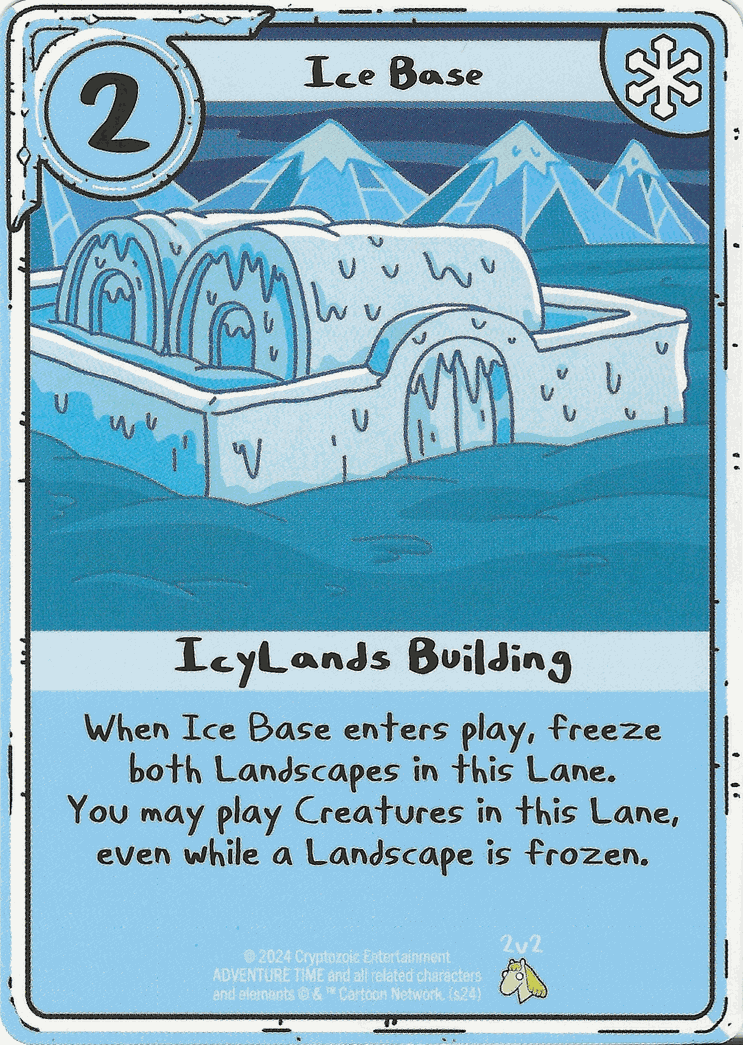 2
Ice Base
IcyLands Building
When Ice Base enters play, freeze
both Landscapes in this Lane.
You may play Creatures in this Lane,
even while a Landscape is frozen.
2v2
© 2024 Cryptozoic Entertainment.
ADVENTURE TIME and all related characters
and elements © & ™ Cartoon Network. (s24)